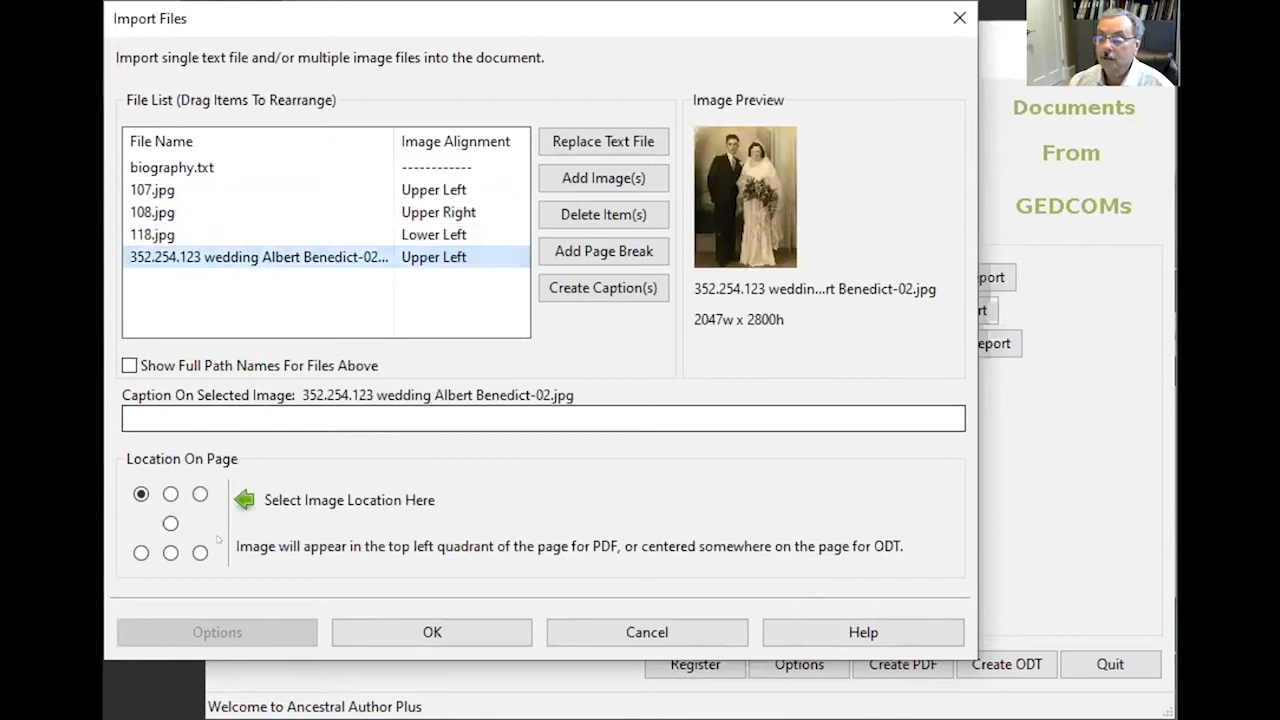 Import Files
Import single text file and/or multiple image files into the document.
File List (Drag Items To Rearrange)
File Name Image Alignment
biography.txt ------------
107.jpg Upper Left
108.jpg Upper Right
118.jpg Lower Left
352.254.123 wedding Albert Benedict-02... Upper Left
Replace Text File
Add Image(s)
Delete Item(s)
Add Page Break
Create Caption(s)
Image Preview
352.254.123 weddin...rt Benedict-02.jpg
2047w x 2800h
Show Full Path Names For Files Above
Caption On Selected Image: 352.254.123 wedding Albert Benedict-02.jpg
Location On Page
Select Image Location Here
Image will appear in the top left quadrant of the page for PDF, or centered somewhere on the page for ODT.
Options OK Cancel Help
Documents
From
GEDCOMs
port
rt
eport
Register Options Create PDF Create ODT Quit
Welcome to Ancestral Author Plus